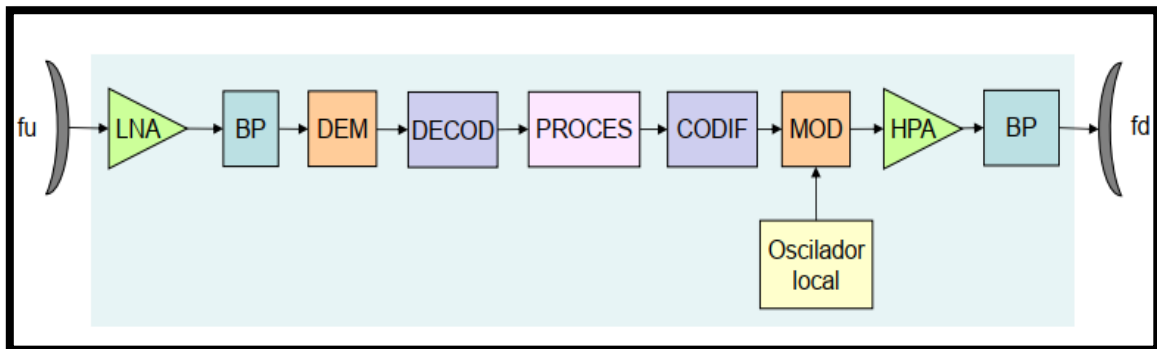 fu
LNA
BP
DEM
DECOD
PROCES
CODIF
MOD
HPA
BP
fd
Oscilador
local